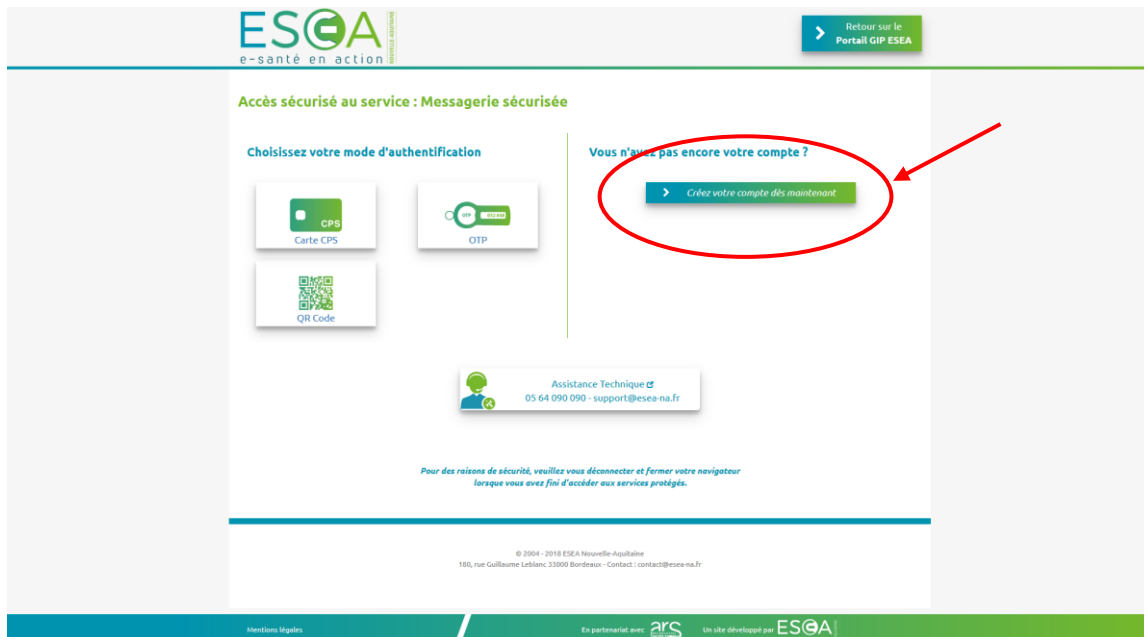 ESEA
NOUVELLE-AQUITAINE
e-santé en action
Retour sur le
Portail GIP ESEA
Accès sécurisé au service : Messagerie sécurisée
Choisissez votre mode d'authentification
Vous n'avez pas encore votre compte ?
Créez votre compte dès maintenant
CPS
Carte CPS
OTP
OTP
QR Code
Assistance Technique
05 64 090 090 - support@esea-na.fr
Pour des raisons de sécurité, veuillez vous déconnecter et fermer votre navigateur
lorsque vous avez fini d'accéder aux services protégés.
© 2004 - 2018 ESEA Nouvelle-Aquitaine
180, rue Guillaume Leblanc 33000 Bordeaux - Contact : contact@esea-na.fr
Mentions légales
En partenariat avec ars
Un site développé par ESEA